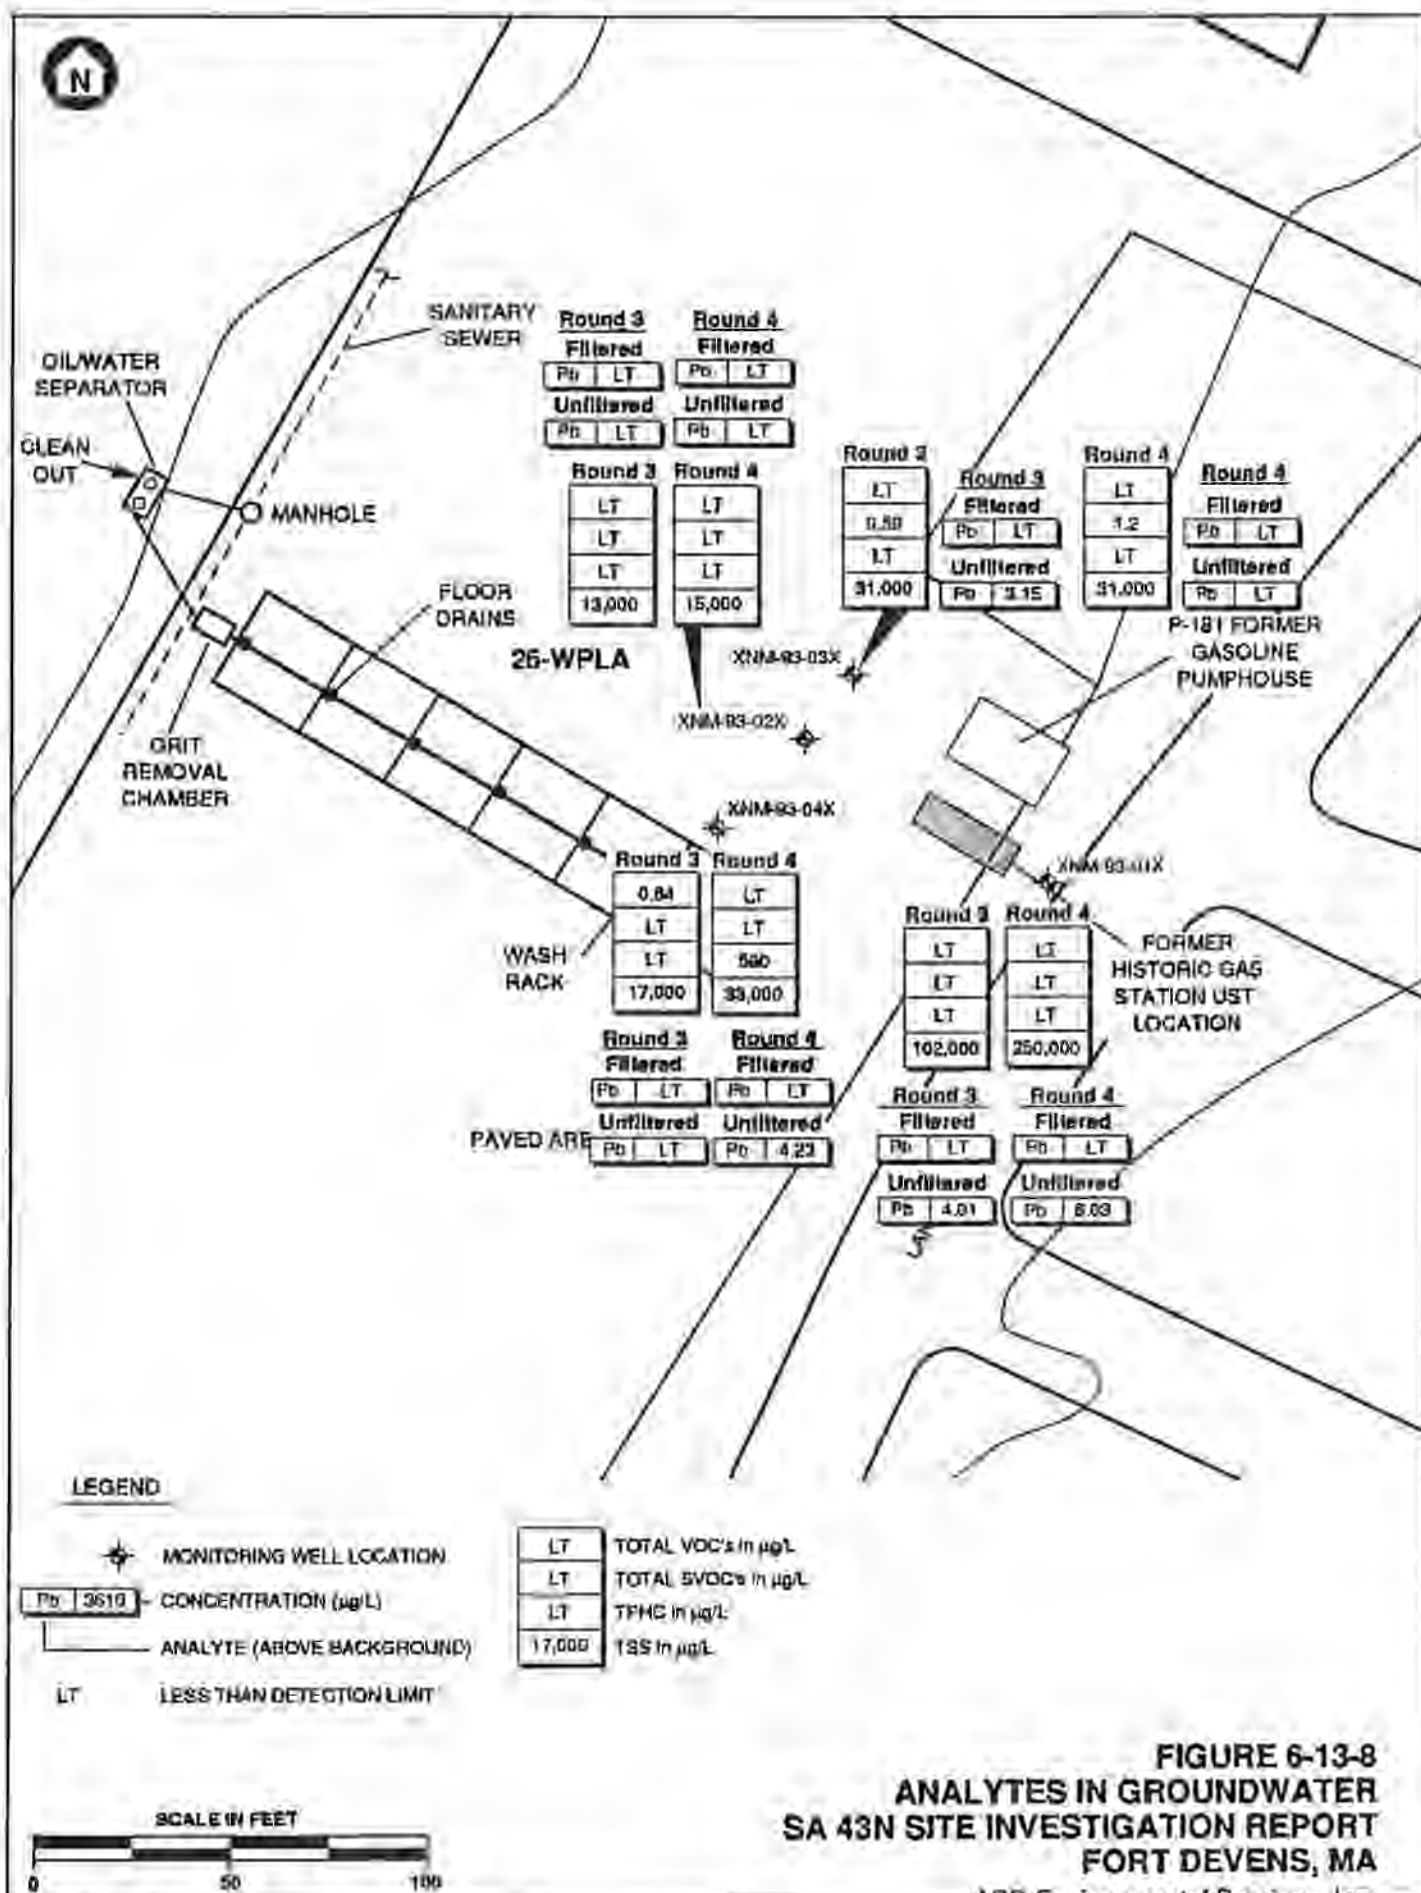 N
SANITARY
SEWER
OIL/WATER
SEPARATOR
CLEAN
OUT
MANHOLE
FLOOR
DRAINS
GRIT
REMOVAL
CHAMBER
Round 3
Filtered
Pb LT
Unfiltered
Pb LT
Round 4
Filtered
Pb LT
Unfiltered
Pb LT
Round 3
LT
LT
LT
13,000
Round 4
LT
LT
LT
15,000
26-WPLA
XNM-93-02X
XNM-93-03X
Round 3
LT
LT
31,000
Round 3
Filtered
Pb LT
Unfiltered
Pb 3.15
Round 4
LT
1.2
LT
31,000
Round 4
Filtered
Pb LT
Unfiltered
Pb LT
P-181 FORMER
GASOLINE
PUMPHOUSE
XNM-93-04X
XNM-93-01X
WASH
RACK
Round 3
0.84
LT
LT
17,000
Round 4
LT
LT
590
33,000
Round 3
Filtered
Pb LT
Unfiltered
Pb LT
Round 4
Filtered
Pb LT
Unfiltered
Pb 4.23
PAVED ARE
Round 3
LT
LT
LT
102,000
Round 4
LT
LT
LT
250,000
FORMER
HISTORIC GAS
STATION UST
LOCATION
Round 3
Filtered
Pb LT
Unfiltered
Pb 4.01
Round 4
Filtered
Pb LT
Unfiltered
Pb 6.03
LEGEND
MONITORING WELL LOCATION
Pb 3610 CONCENTRATION (µg/L)
ANALYTE (ABOVE BACKGROUND)
LT LESS THAN DETECTION LIMIT
LT TOTAL VOC's in µg/L
LT TOTAL SVOC's in µg/L
LT TPHC in µg/L
17,000 TSS in µg/L
SCALE IN FEET
0 50 100
FIGURE 6-13-8
ANALYTES IN GROUNDWATER
SA 43N SITE INVESTIGATION REPORT
FORT DEVENS, MA